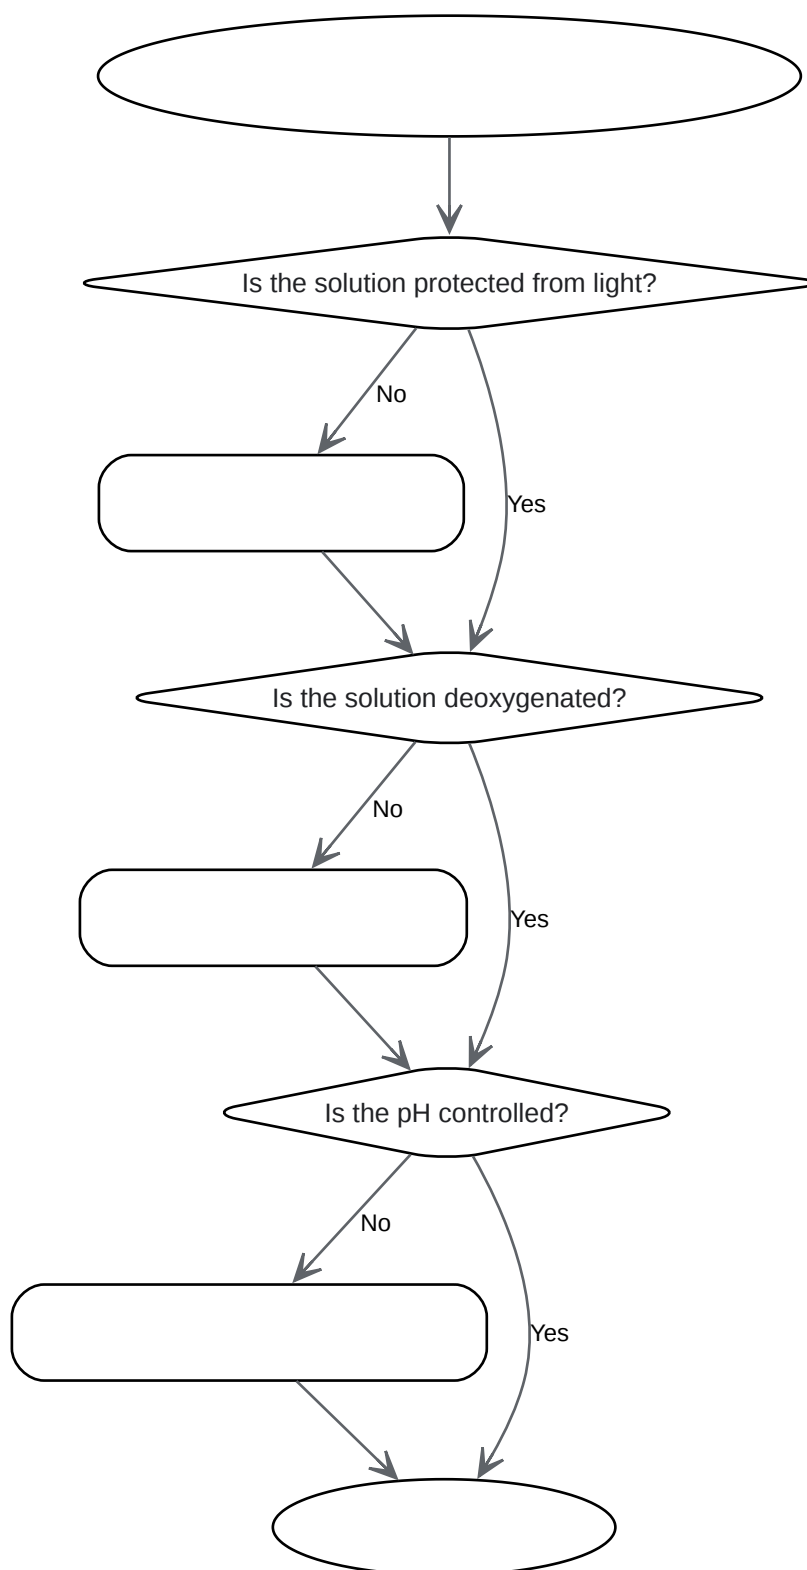 Is the solution protected from light?
No
Yes
Is the solution deoxygenated?
No
Yes
Is the pH controlled?
No
Yes